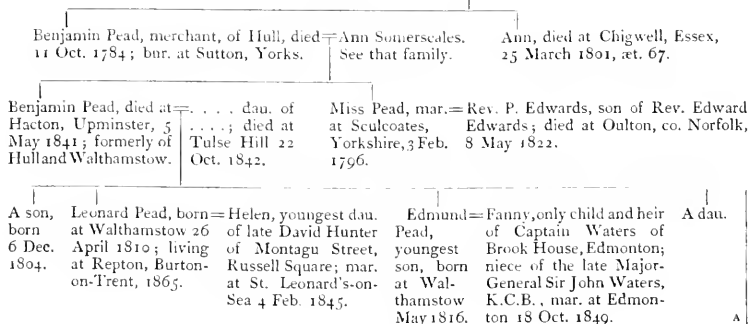 Benjamin Pead, merchant, of Hull, died=Ann Somerscales.
11 Oct. 1784; bur. at Sutton, Yorks. See that family.
Ann, died at Chigwell, Essex,
25 March 1801, æt. 67.
Benjamin Pead, died at=. . . . dau. of
Hacton, Upminster, 5 . . . .; died at
May 1841; formerly of Tulse Hill 22
Hull and Walthamstow. Oct. 1842.
Miss Pead, mar.=Rev. P. Edwards, son of Rev. Edward
at Sculcoates, Edwards; died at Oulton, co. Norfolk,
Yorkshire, 3 Feb. 8 May 1822.
1796.
A son,
born
6 Dec.
1804.
Leonard Pead, born=Helen, youngest dau.
at Walthamstow 26 of late David Hunter
April 1810; living of Montagu Street,
at Repton, Burton- Russell Square; mar.
on-Trent, 1865. at St. Leonard's-on-
Sea 4 Feb. 1845.
Edmund=Fanny, only child and heir
Pead, of Captain Waters of
youngest Brook House, Edmonton;
son, born niece of the late Major-
at Wal- General Sir John Waters,
thamstow K.C.B., mar. at Edmon-
May 1816. ton 18 Oct. 1849.
A dau.
A